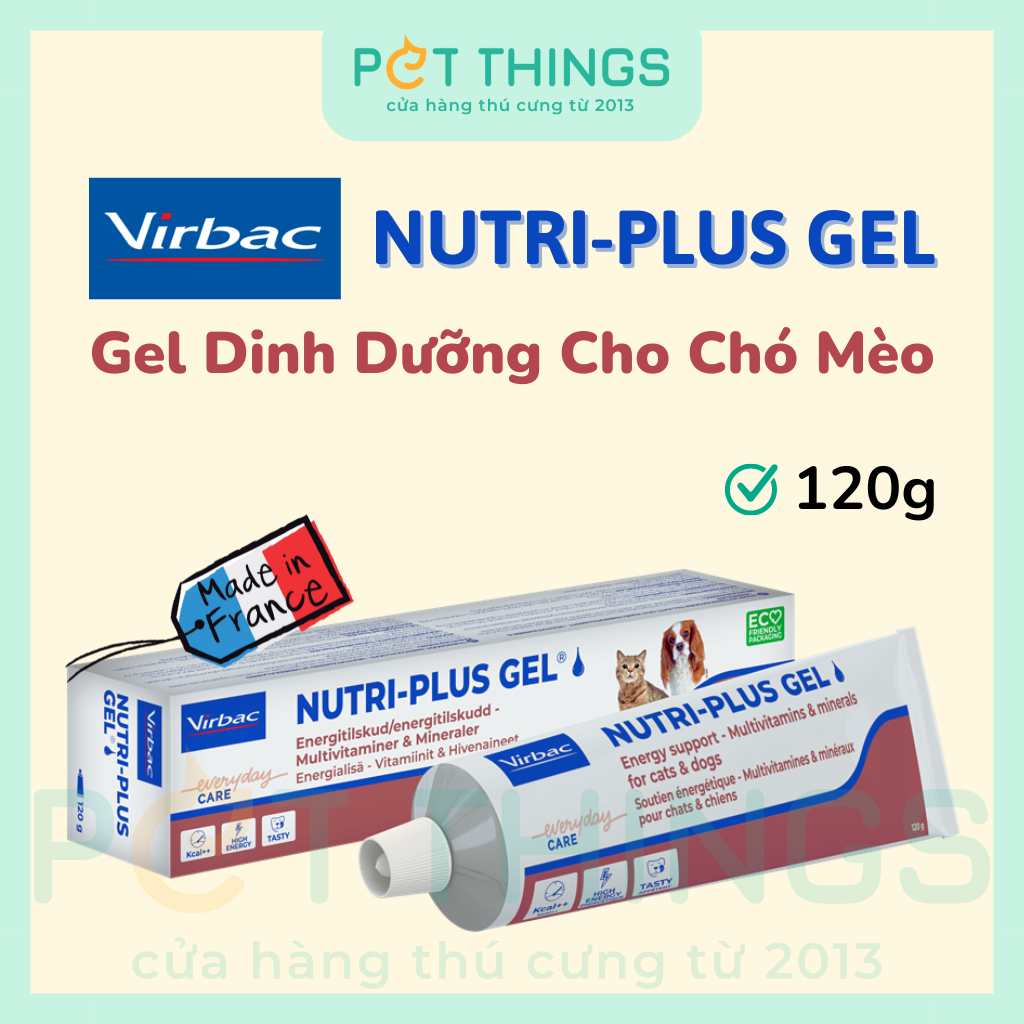 PET THINGS
cửa hàng thú cưng từ 2013
Virbac
NUTRI-PLUS GEL
Gel Dinh Dưỡng Cho Chó Mèo
120g
Made in
France
ECO
FRIENDLY
PACKAGING
NUTRI-PLUS GEL®
Virbac
Energitilskud/energitilskudd -
Multivitaminer & Mineraler
Energialisä - Vitamiinit & Hivenaineet
everyday
CARE
Kcal++
HIGH
ENERGY
TASTY
NUTRI-PLUS
GEL®
Virbac
120 g
NUTRI-PLUS GEL
Virbac
Energy support - Multivitamins & minerals
for cats & dogs
Soutien énergétique - Multivitamines & minéraux
pour chats & chiens
everyday
CARE
Kcal++
HIGH
ENERGY
TASTY
120 g
PET THINGS
cửa hàng thú cưng từ 2013